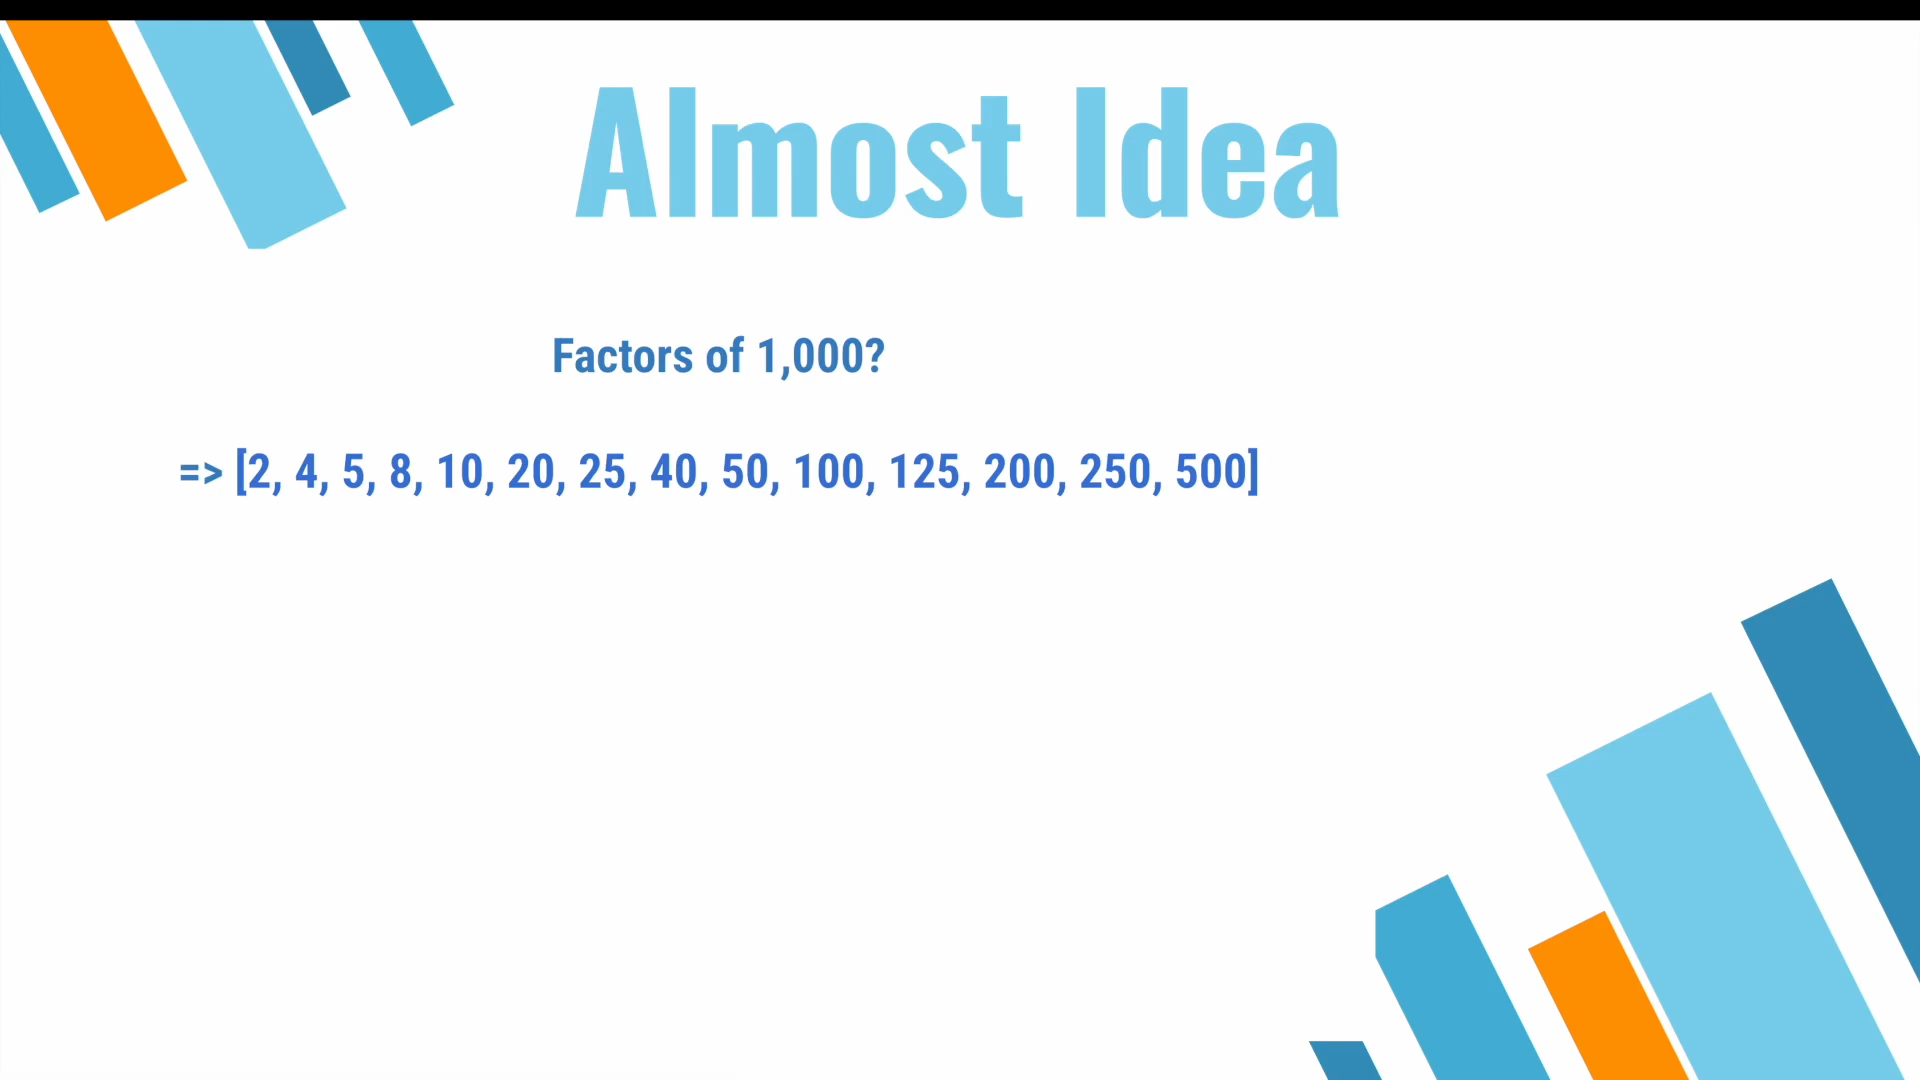 Almost Idea
Factors of 1,000?
=> [2, 4, 5, 8, 10, 20, 25, 40, 50, 100, 125, 200, 250, 500]